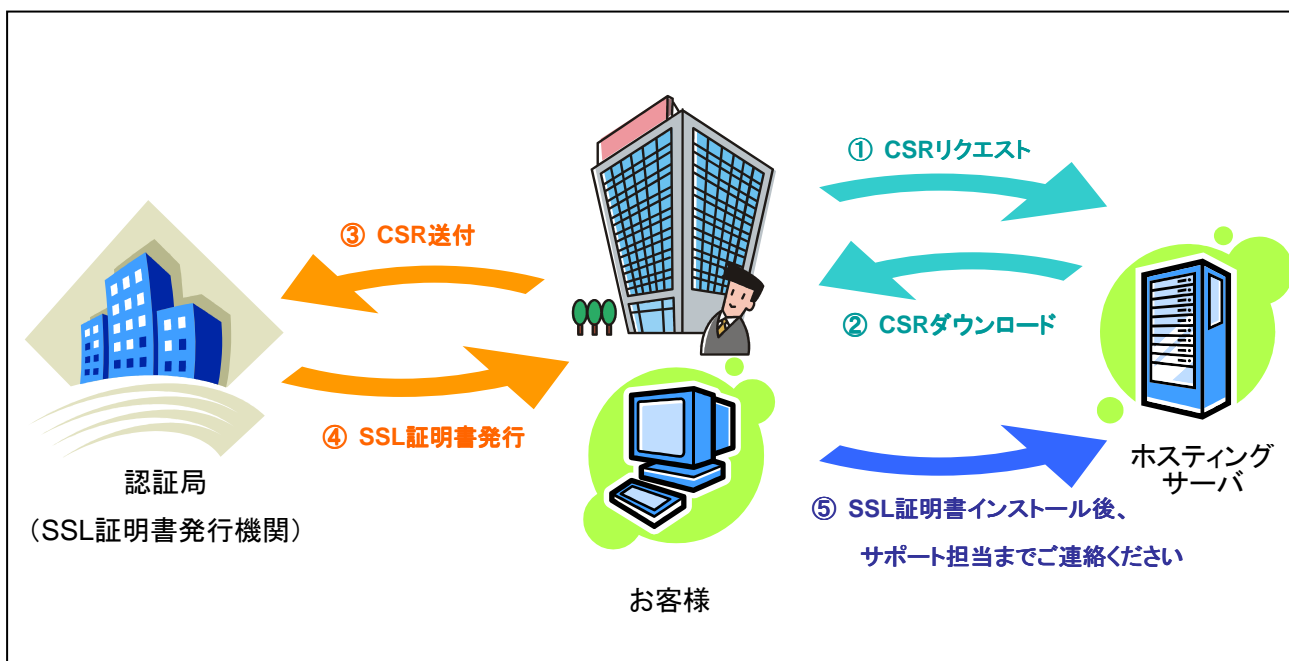 ① CSRリクエスト
③ CSR送付
② CSRダウンロード
④ SSL証明書発行
ホスティング
サーバ
認証局
（SSL証明書発行機関）
⑤ SSL証明書インストール後、
サポート担当までご連絡ください
お客様